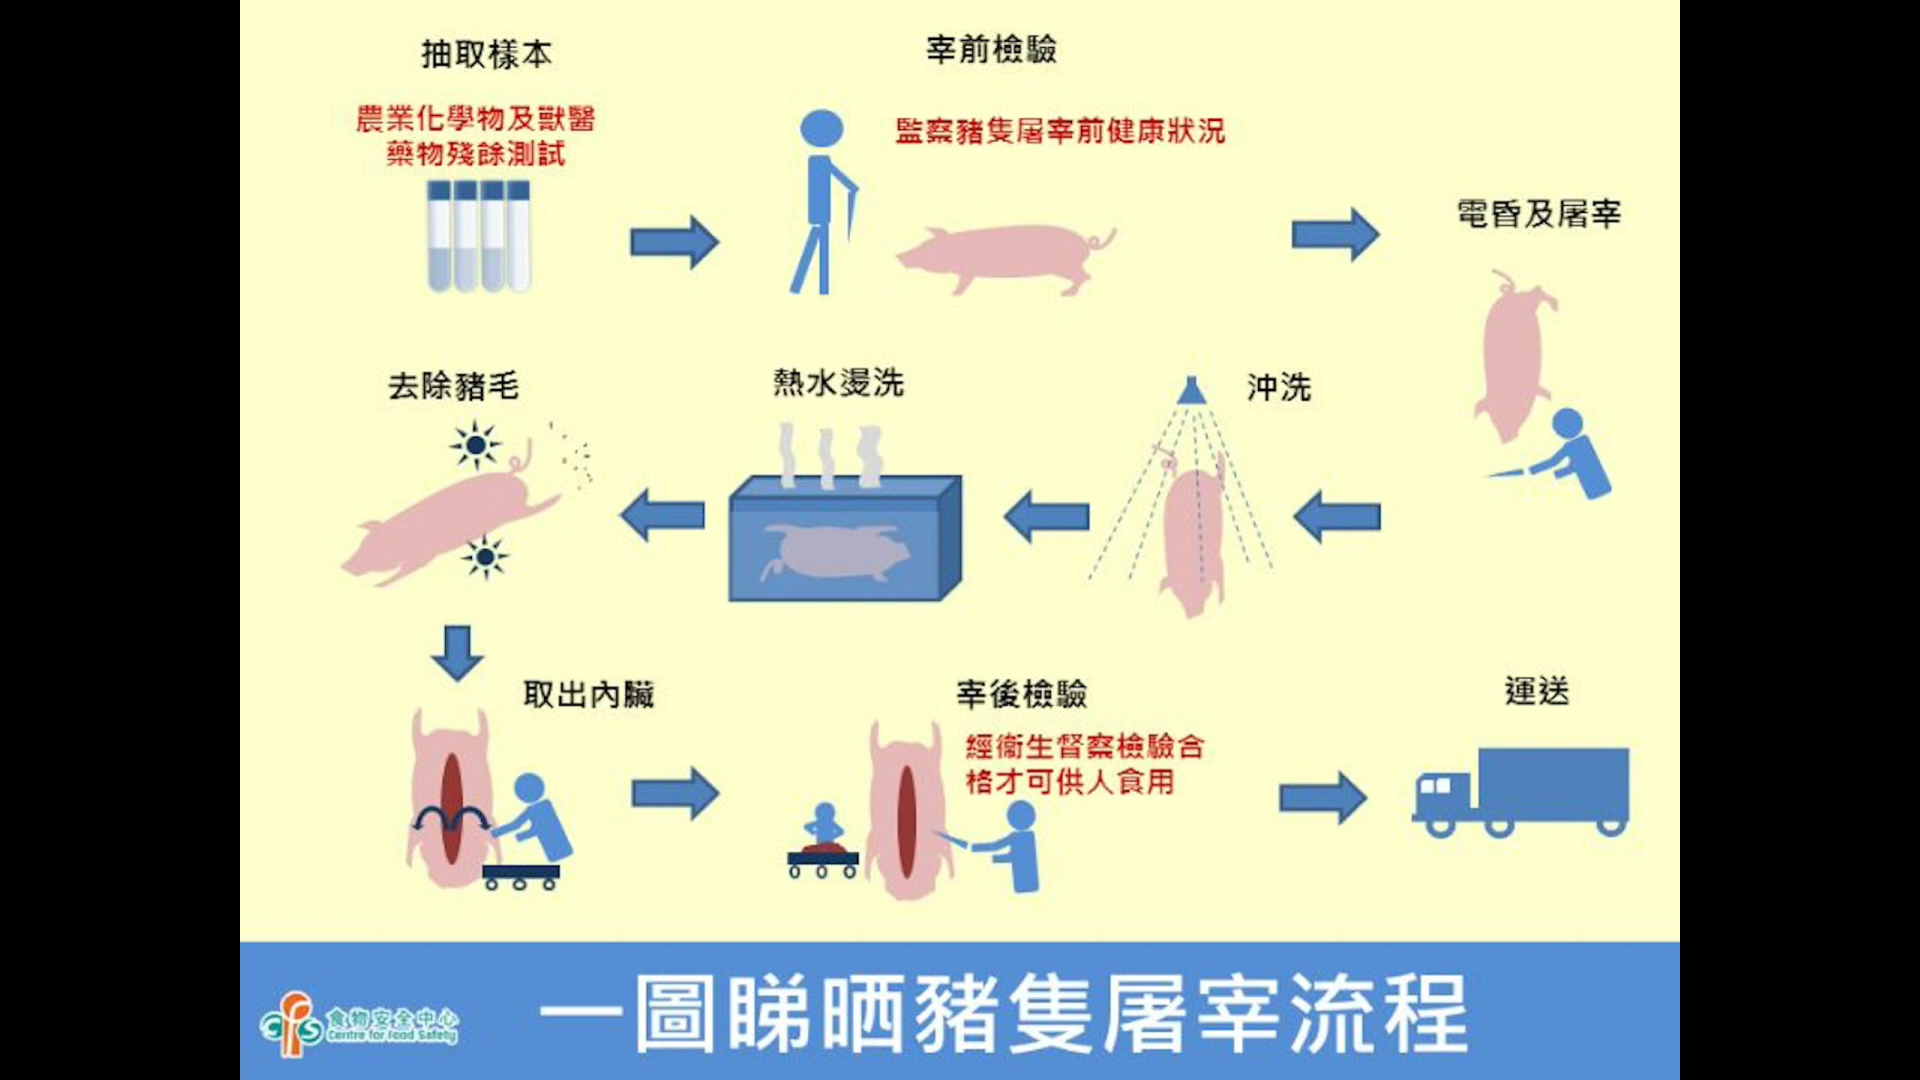 抽取樣本
農業化學物及獸醫
藥物殘餘測試
宰前檢驗
監察豬隻屠宰前健康狀況
電昏及屠宰
沖洗
熱水燙洗
去除豬毛
取出內臟
宰後檢驗
經衞生督察檢驗合
格才可供人食用
運送
食物安全中心
Centre for Food Safety
一圖睇晒豬隻屠宰流程